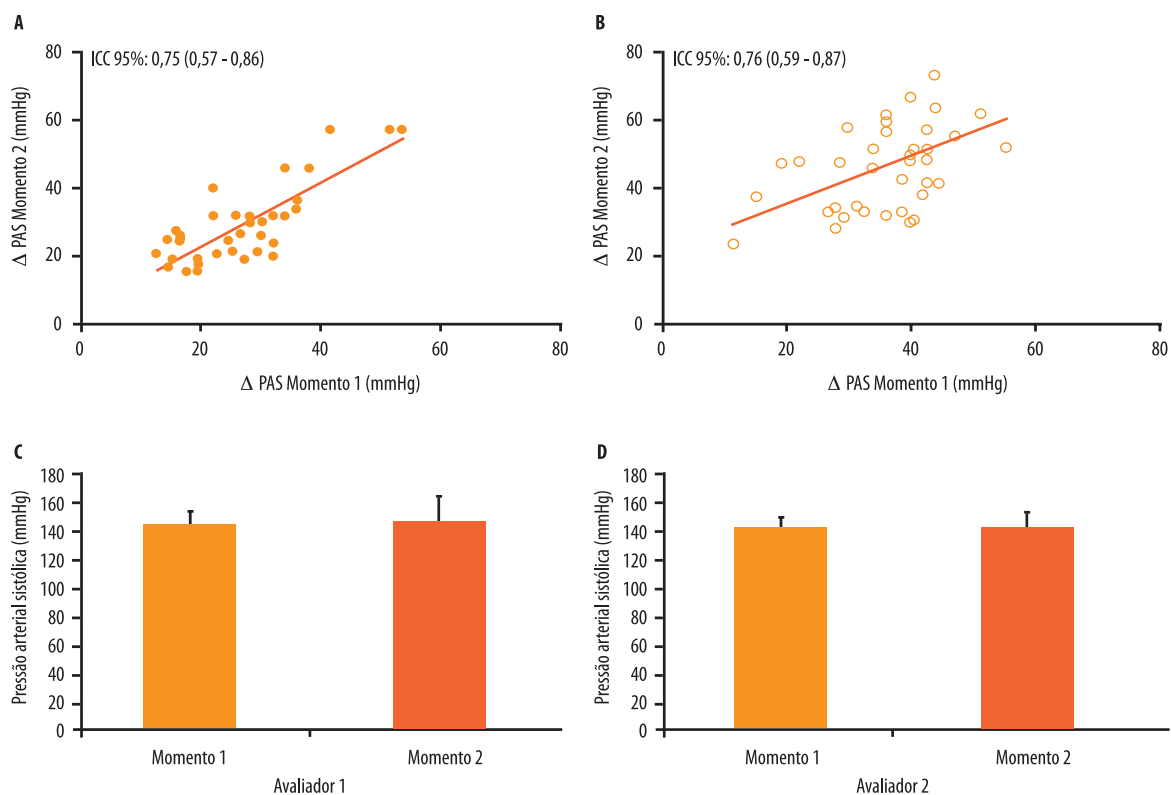 A
ICC 95%: 0,75 (0,57 - 0,86)
Δ PAS Momento 2 (mmHg)
80
60
40
20
0
0 20 40 60 80
Δ PAS Momento 1 (mmHg)
B
ICC 95%: 0,76 (0,59 - 0,87)
Δ PAS Momento 2 (mmHg)
80
60
40
20
0
0 20 40 60 80
Δ PAS Momento 1 (mmHg)
C
Pressão arterial sistólica (mmHg)
180
160
140
120
100
80
60
40
20
0
Momento 1 Momento 2
Avaliador 1
D
Pressão arterial sistólica (mmHg)
180
160
140
120
100
80
60
40
20
0
Momento 1 Momento 2
Avaliador 2